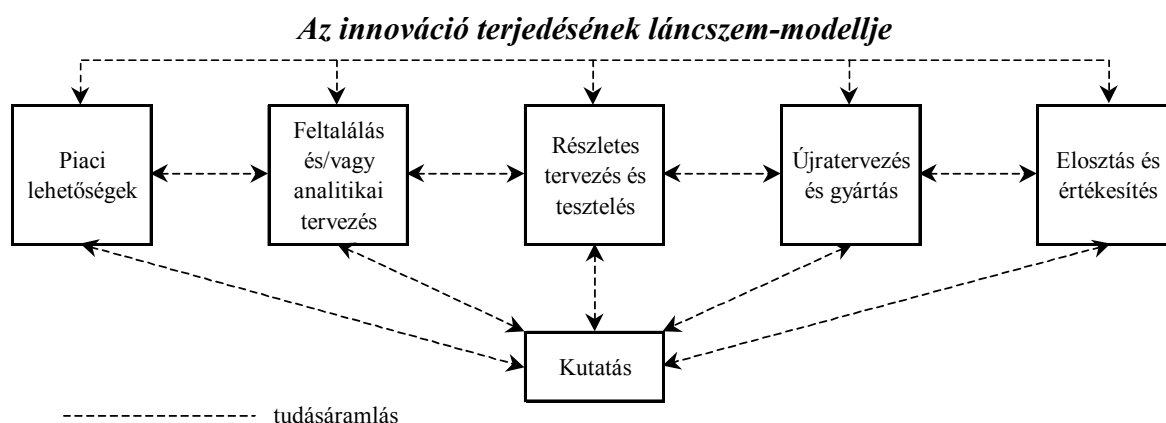 Az innováció terjedésének láncszem-modellje
Piaci
lehetőségek
Feltalálás
és/vagy
analitikai
tervezés
Részletes
tervezés és
tesztelés
Újratervezés
és gyártás
Elosztás és
értékesítés
Kutatás
tudásáramlás